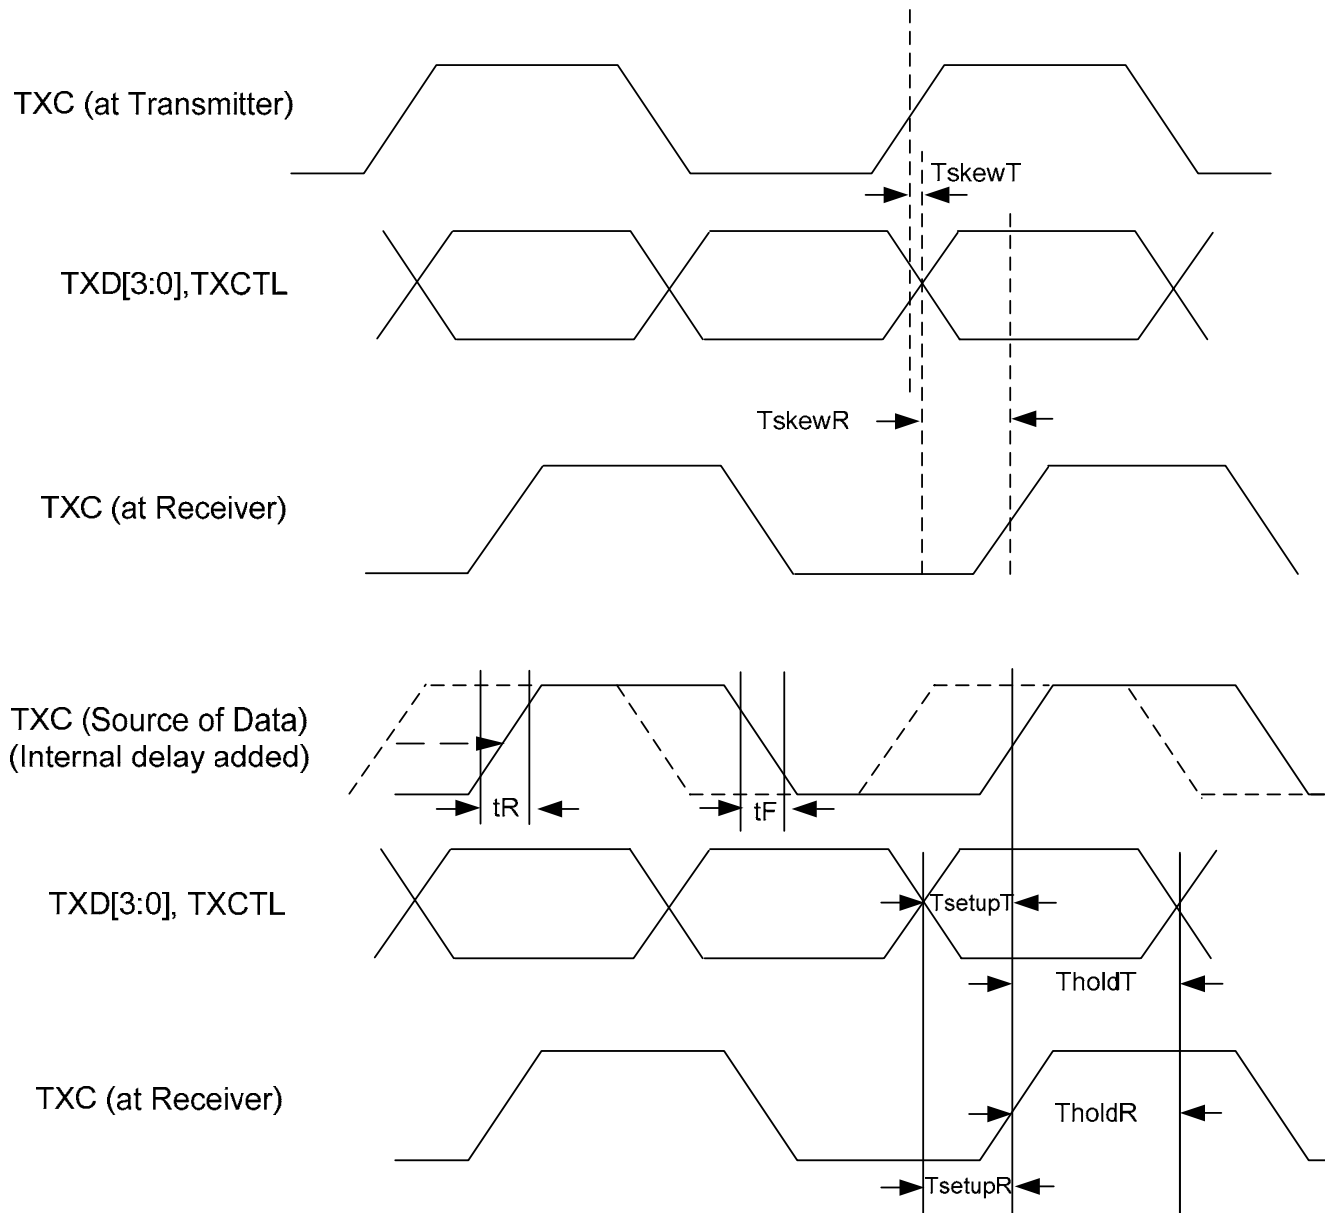 TXC (at Transmitter)
TskewT
TXD[3:0],TXCTL
TskewR
TXC (at Receiver)
TXC (Source of Data)
(Internal delay added)
tR
tF
TXD[3:0], TXCTL
TsetupT
TholdT
TXC (at Receiver)
TholdR
TsetupR